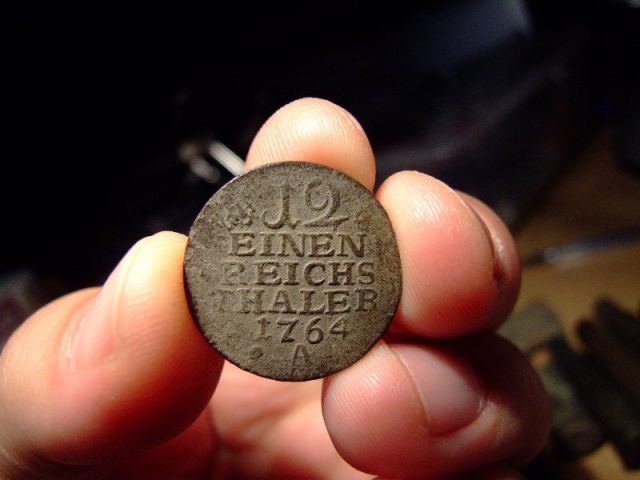 12
EINEN
REICHS
THALER
1764
A